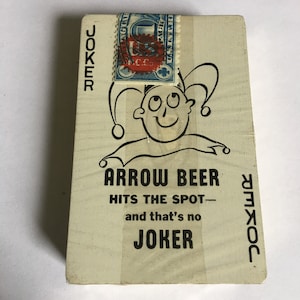 JOKER
ARROW BEER
HITS THE SPOT—
and that's no
JOKER
JOKER